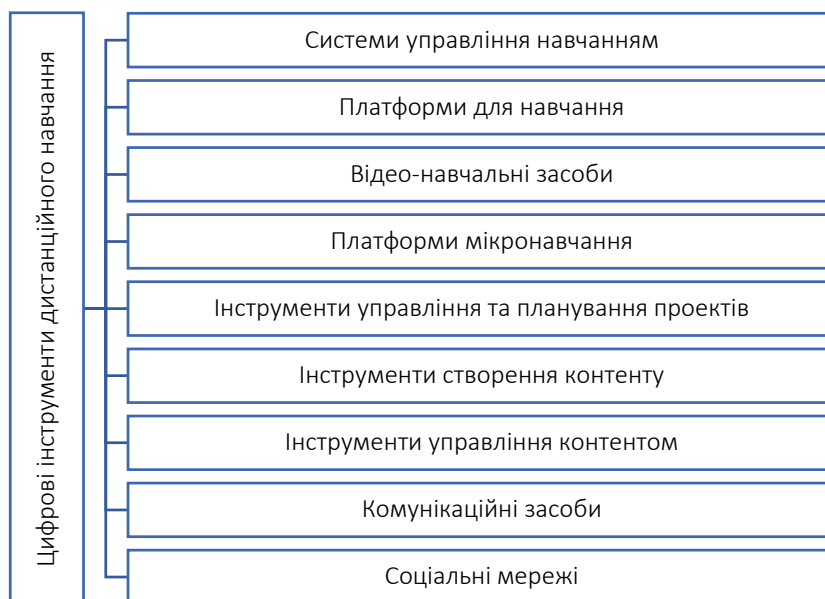 Цифрові інструменти дистанційного навчання
Системи управління навчанням
Платформи для навчання
Відео-навчальні засоби
Платформи мікронавчання
Інструменти управління та планування проектів
Інструменти створення контенту
Інструменти управління контентом
Комунікаційні засоби
Соціальні мережі